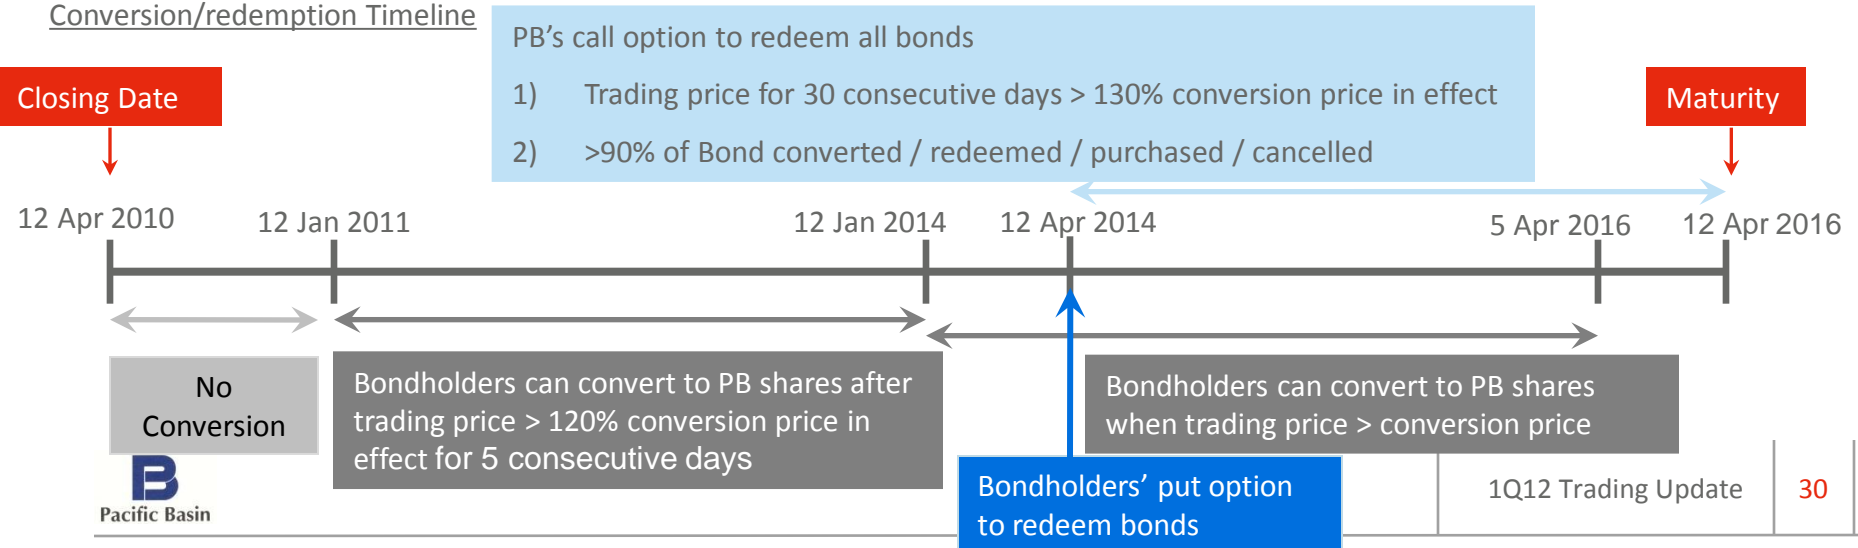 Conversion/redemption Timeline
PB's call option to redeem all bonds
1) Trading price for 30 consecutive days > 130% conversion price in effect
2) >90% of Bond converted / redeemed / purchased / cancelled
Closing Date
Maturity
12 Apr 2010
12 Jan 2011
12 Jan 2014
12 Apr 2014
5 Apr 2016
12 Apr 2016
No
Conversion
Bondholders can convert to PB shares after
trading price > 120% conversion price in
effect for 5 consecutive days
Bondholders can convert to PB shares
when trading price > conversion price
Bondholders' put option
to redeem bonds
Pacific Basin
1Q12 Trading Update
30